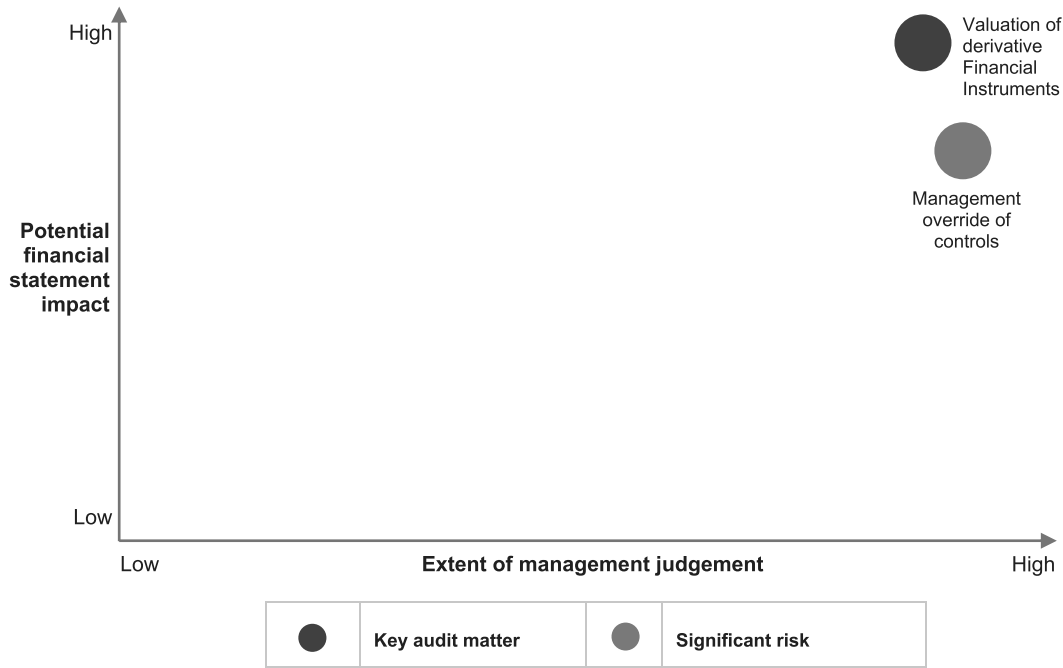 High
Valuation of
derivative
Financial
Instruments
Management
override of
controls
Potential
financial
statement
impact
Low
Low
Extent of management judgement
High
Key audit matter
Significant risk